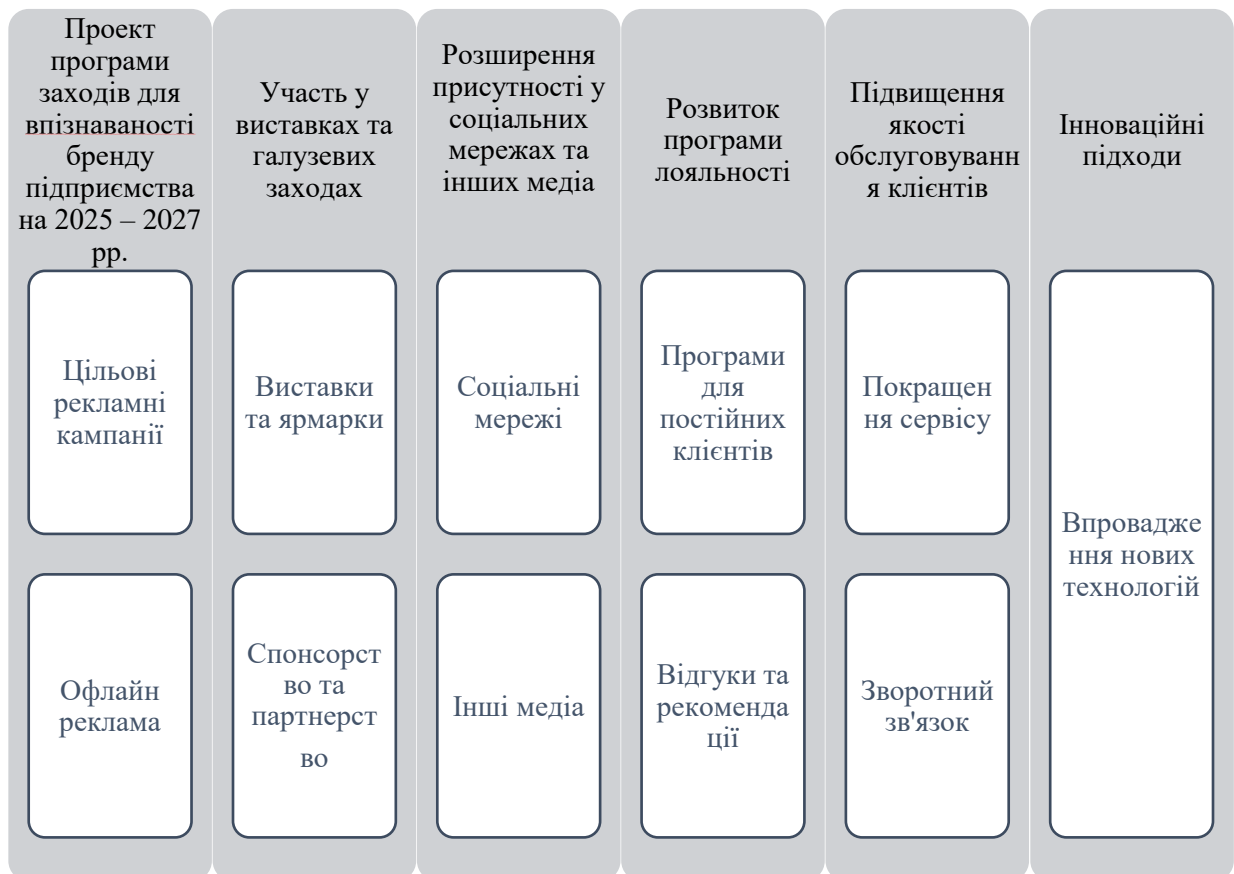 Проект
програми
заходів для
впізнаваності
бренду
підприємства
на 2025 – 2027
рр.
Участь у
виставках та
галузевих
заходах
Розширення
присутності у
соціальних
мережах та
інших медіа
Розвиток
програми
лояльності
Підвищення
якості
обслуговуванн
я клієнтів
Інноваційні
підходи
Цільові
рекламні
кампанії
Виставки
та ярмарки
Соціальні
мережі
Програми
для
постійних
клієнтів
Покращен
ня сервісу
Впровадже
ння нових
технологій
Офлайн
реклама
Спонсорст
во та
партнерст
во
Інші медіа
Відгуки та
рекоменда
ції
Зворотний
зв'язок